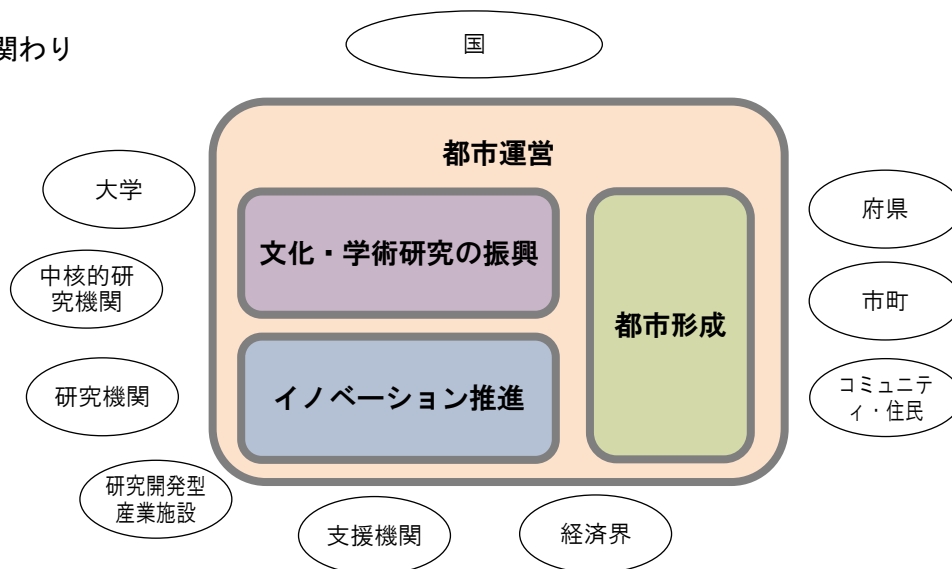 関わり
国
都市運営
大学
文化・学術研究の振興
府県
中核的研
究機関
市町
都市形成
イノベーション推進
研究機関
コミュニテ
ィ・住民
研究開発型
産業施設
支援機関
経済界